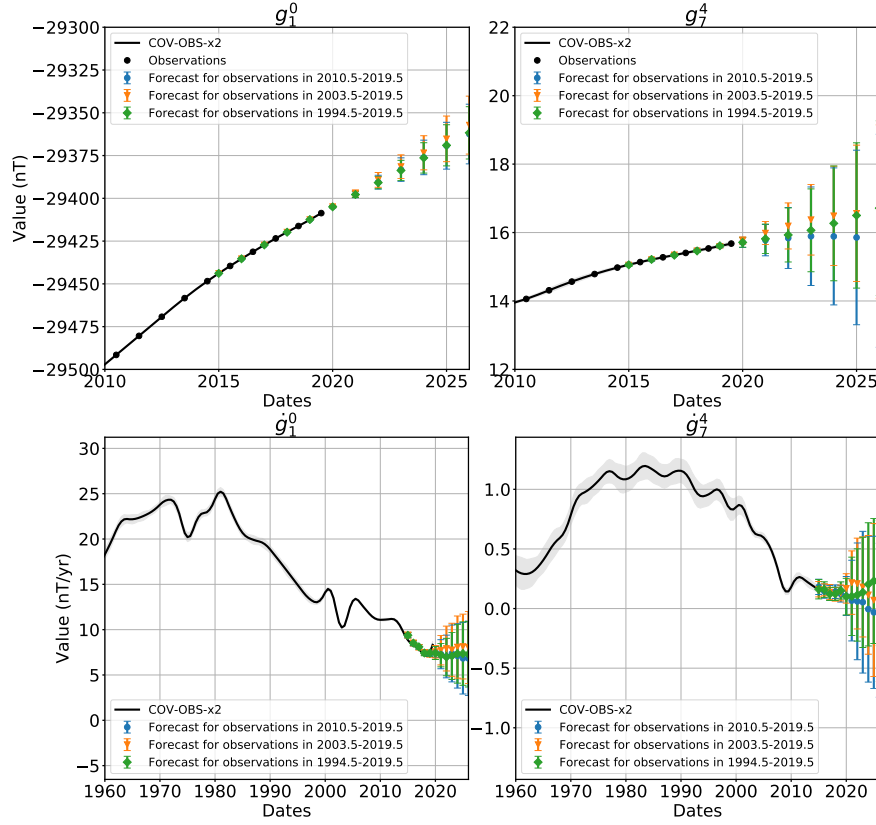 g₁⁰
−29300
−29325
−29350
−29375
−29400
−29425
−29450
−29475
−29500
Value (nT)
COV-OBS-x2
Observations
Forecast for observations in 2010.5-2019.5
Forecast for observations in 2003.5-2019.5
Forecast for observations in 1994.5-2019.5
2010 2015 2020 2025
Dates
g₇⁴
22
20
18
16
14
12
COV-OBS-x2
Observations
Forecast for observations in 2010.5-2019.5
Forecast for observations in 2003.5-2019.5
Forecast for observations in 1994.5-2019.5
2010 2015 2020 2025
Dates
ġ₁⁰
30
25
20
15
10
5
0
−5
Value (nT/yr)
COV-OBS-x2
Forecast for observations in 2010.5-2019.5
Forecast for observations in 2003.5-2019.5
Forecast for observations in 1994.5-2019.5
1960 1970 1980 1990 2000 2010 2020
Dates
ġ₇⁴
1.0
0.5
0.0
−0.5
−1.0
COV-OBS-x2
Forecast for observations in 2010.5-2019.5
Forecast for observations in 2003.5-2019.5
Forecast for observations in 1994.5-2019.5
1960 1970 1980 1990 2000 2010 2020
Dates